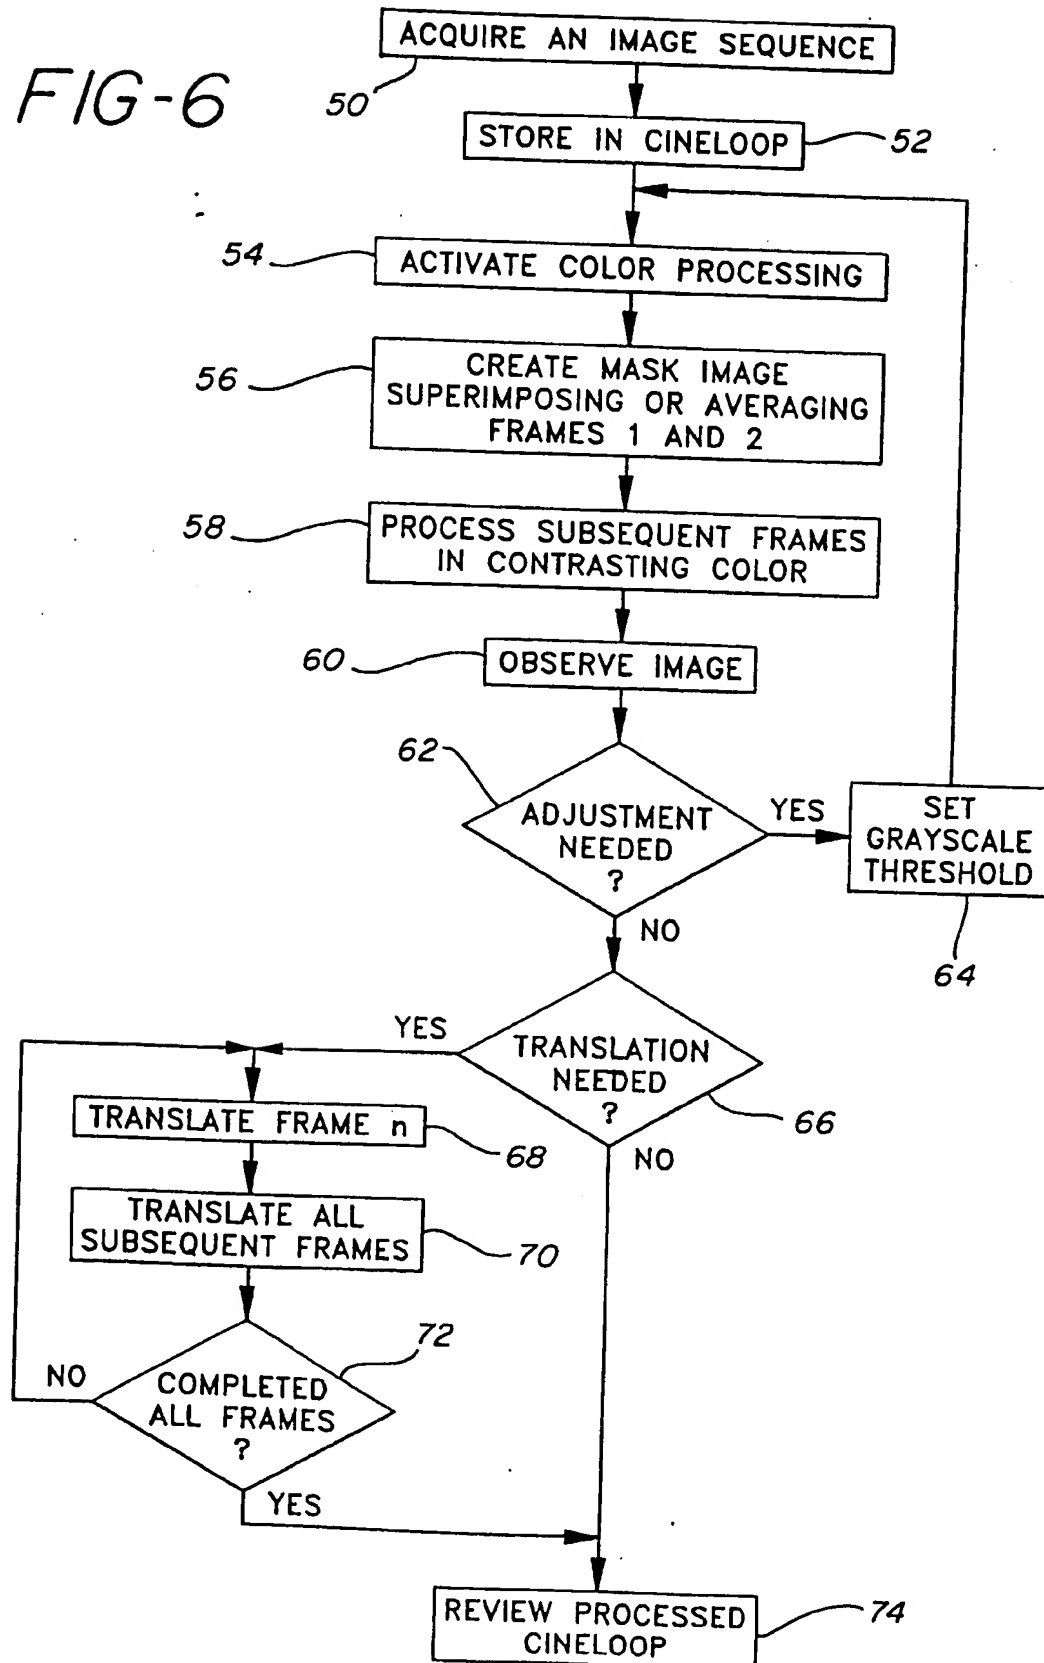 FIG-6
ACQUIRE AN IMAGE SEQUENCE
50
STORE IN CINELOOP
52
54
ACTIVATE COLOR PROCESSING
56
CREATE MASK IMAGE
SUPERIMPOSING OR AVERAGING
FRAMES 1 AND 2
58
PROCESS SUBSEQUENT FRAMES
IN CONTRASTING COLOR
60
OBSERVE IMAGE
62
ADJUSTMENT
NEEDED
?
YES
SET
GRAYSCALE
THRESHOLD
64
NO
YES
TRANSLATION
NEEDED
?
66
NO
TRANSLATE FRAME n
68
TRANSLATE ALL
SUBSEQUENT FRAMES
70
72
NO
COMPLETED
ALL FRAMES
?
YES
REVIEW PROCESSED
CINELOOP
74